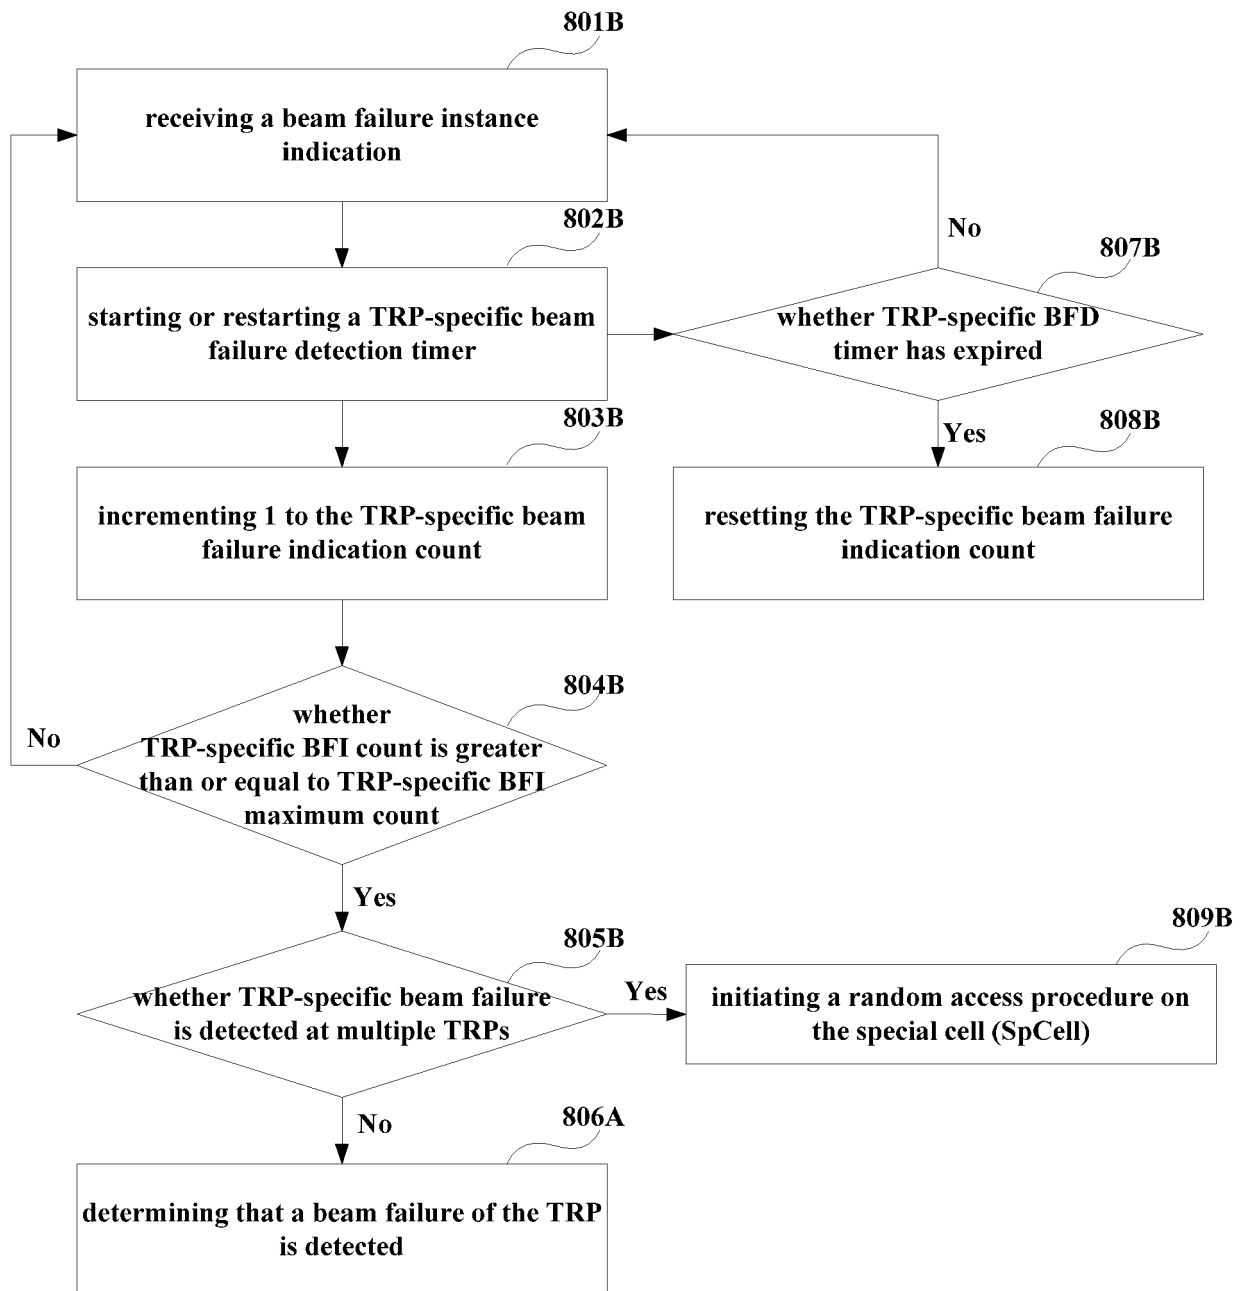 801B
receiving a beam failure instance
indication
802B
starting or restarting a TRP-specific beam
failure detection timer
No
807B
whether TRP-specific BFD
timer has expired
803B
incrementing 1 to the TRP-specific beam
failure indication count
Yes
808B
resetting the TRP-specific beam failure
indication count
804B
No
whether
TRP-specific BFI count is greater
than or equal to TRP-specific BFI
maximum count
Yes
805B
whether TRP-specific beam failure
is detected at multiple TRPs
Yes
809B
initiating a random access procedure on
the special cell (SpCell)
No
806A
determining that a beam failure of the TRP
is detected